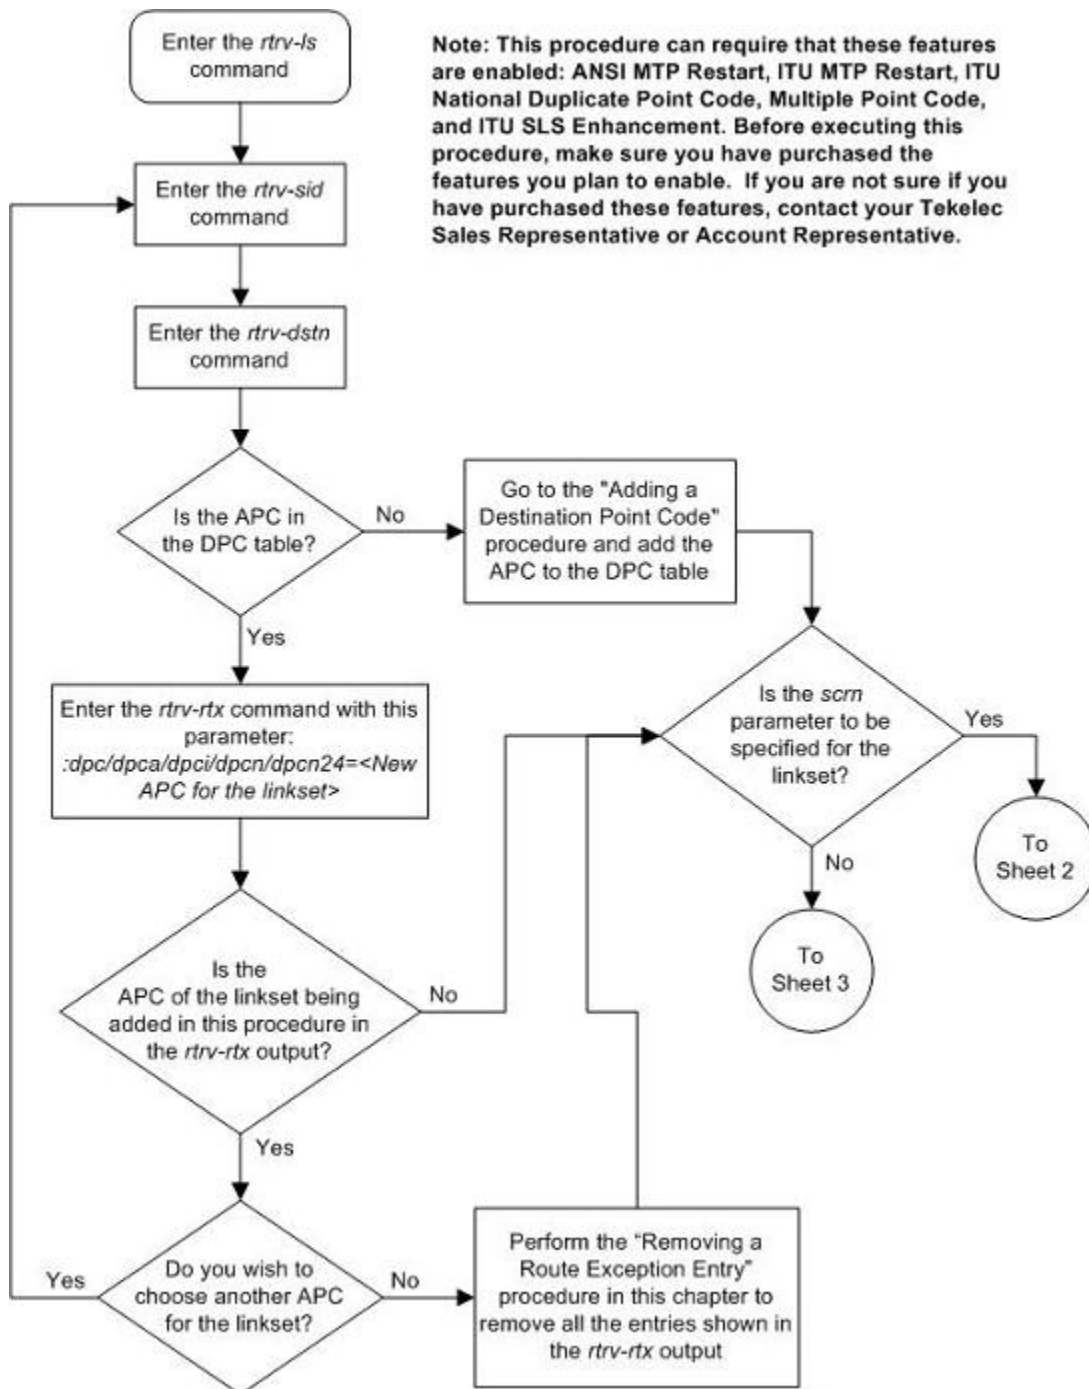 Enter the rtrv-ls
command
Note: This procedure can require that these features
are enabled: ANSI MTP Restart, ITU MTP Restart, ITU
National Duplicate Point Code, Multiple Point Code,
and ITU SLS Enhancement. Before executing this
procedure, make sure you have purchased the
features you plan to enable. If you are not sure if you
have purchased these features, contact your Tekelec
Sales Representative or Account Representative.
Enter the rtrv-sid
command
Enter the rtrv-dstn
command
Is the APC in
the DPC table?
No
Go to the "Adding a
Destination Point Code"
procedure and add the
APC to the DPC table
Yes
Enter the rtrv-rtx command with this
parameter:
:dpc/dpca/dpci/dpcn/dpcn24=<New
APC for the linkset>
Is the scrn
parameter to be
specified for the
linkset?
Yes
To
Sheet 2
No
To
Sheet 3
Is the
APC of the linkset being
added in this procedure in
the rtrv-rtx output?
No
Yes
Do you wish to
choose another APC
for the linkset?
Yes
No
Perform the “Removing a
Route Exception Entry”
procedure in this chapter to
remove all the entries shown in
the rtrv-rtx output